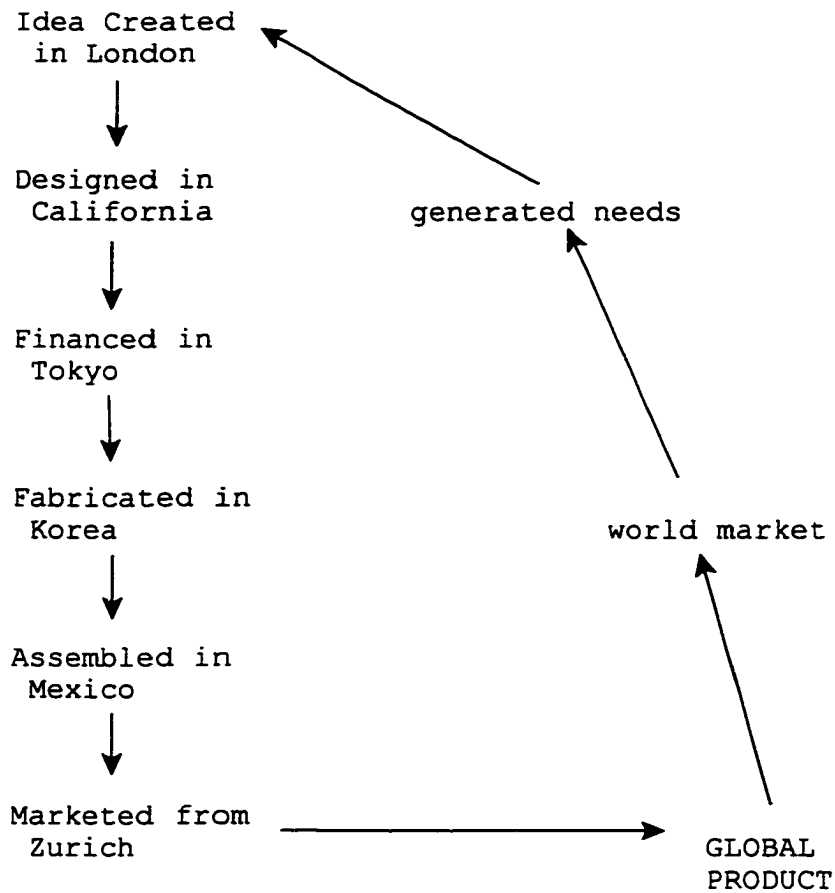 Idea Created
in London
Designed in
California
generated needs
Financed in
Tokyo
Fabricated in
Korea
world market
Assembled in
Mexico
Marketed from
Zurich
GLOBAL
PRODUCT